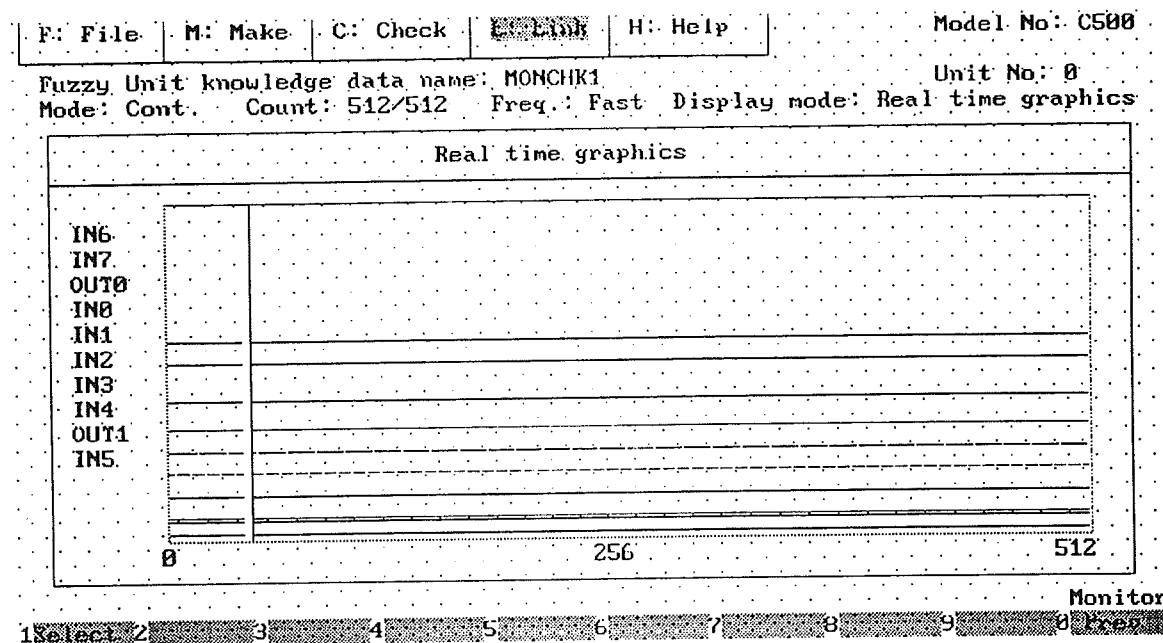 F: File M: Make C: Check L: Link H: Help Model No: C500
Fuzzy Unit knowledge data name: MONCHK1 Unit No: 0
Mode: Cont. Count: 512/512 Freq.: Fast Display mode: Real time graphics
Real time graphics
IN6
IN7
OUT0
IN0
IN1
IN2
IN3
IN4
OUT1
IN5
0 256 512
Monitor
1Select 2 3 4 5 6 7 8 9 0 Prev